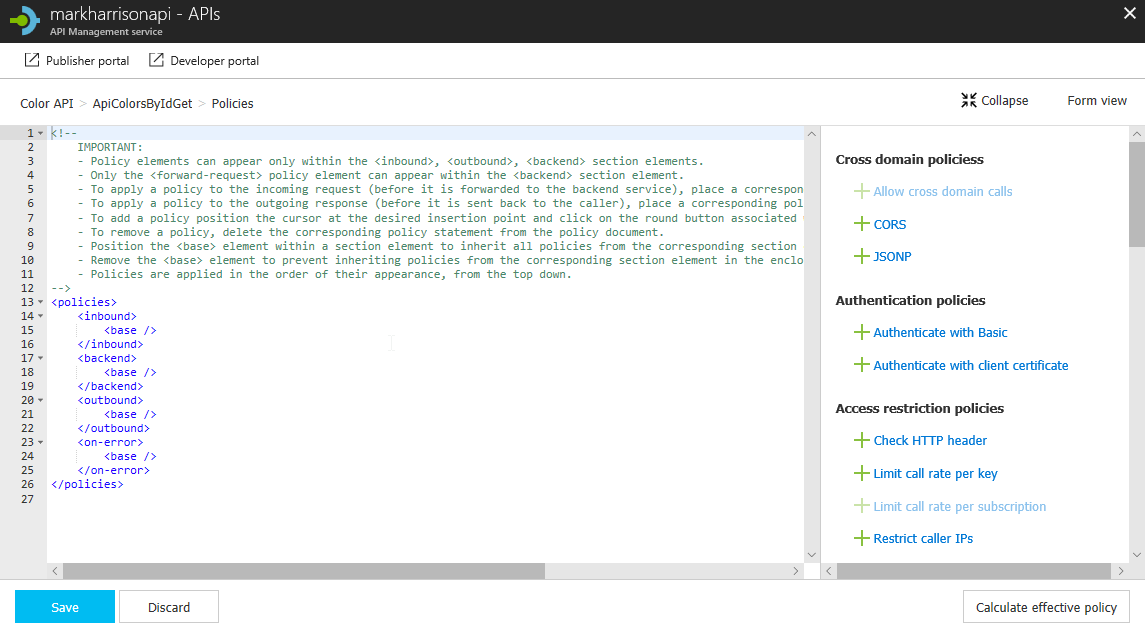 markharrisonapi - APIs
API Management service
Publisher portal
Developer portal
Color API > ApiColorsByIdGet > Policies
Collapse
Form view
1 <!--
2 IMPORTANT:
3 - Policy elements can appear only within the <inbound>, <outbound>, <backend> section elements.
4 - Only the <forward-request> policy element can appear within the <backend> section element.
5 - To apply a policy to the incoming request (before it is forwarded to the backend service), place a correspon
6 - To apply a policy to the outgoing response (before it is sent back to the caller), place a corresponding pol
7 - To add a policy position the cursor at the desired insertion point and click on the round button associated
8 - To remove a policy, delete the corresponding policy statement from the policy document.
9 - Position the <base> element within a section element to inherit all policies from the corresponding section
10 - Remove the <base> element to prevent inheriting policies from the corresponding section element in the enclo
11 - Policies are applied in the order of their appearance, from the top down.
12 -->
13 <policies>
14 <inbound>
15 <base />
16 </inbound>
17 <backend>
18 <base />
19 </backend>
20 <outbound>
21 <base />
22 </outbound>
23 <on-error>
24 <base />
25 </on-error>
26 </policies>
27
Cross domain policiess
Allow cross domain calls
CORS
JSONP
Authentication policies
Authenticate with Basic
Authenticate with client certificate
Access restriction policies
Check HTTP header
Limit call rate per key
Limit call rate per subscription
Restrict caller IPs
Save
Discard
Calculate effective policy